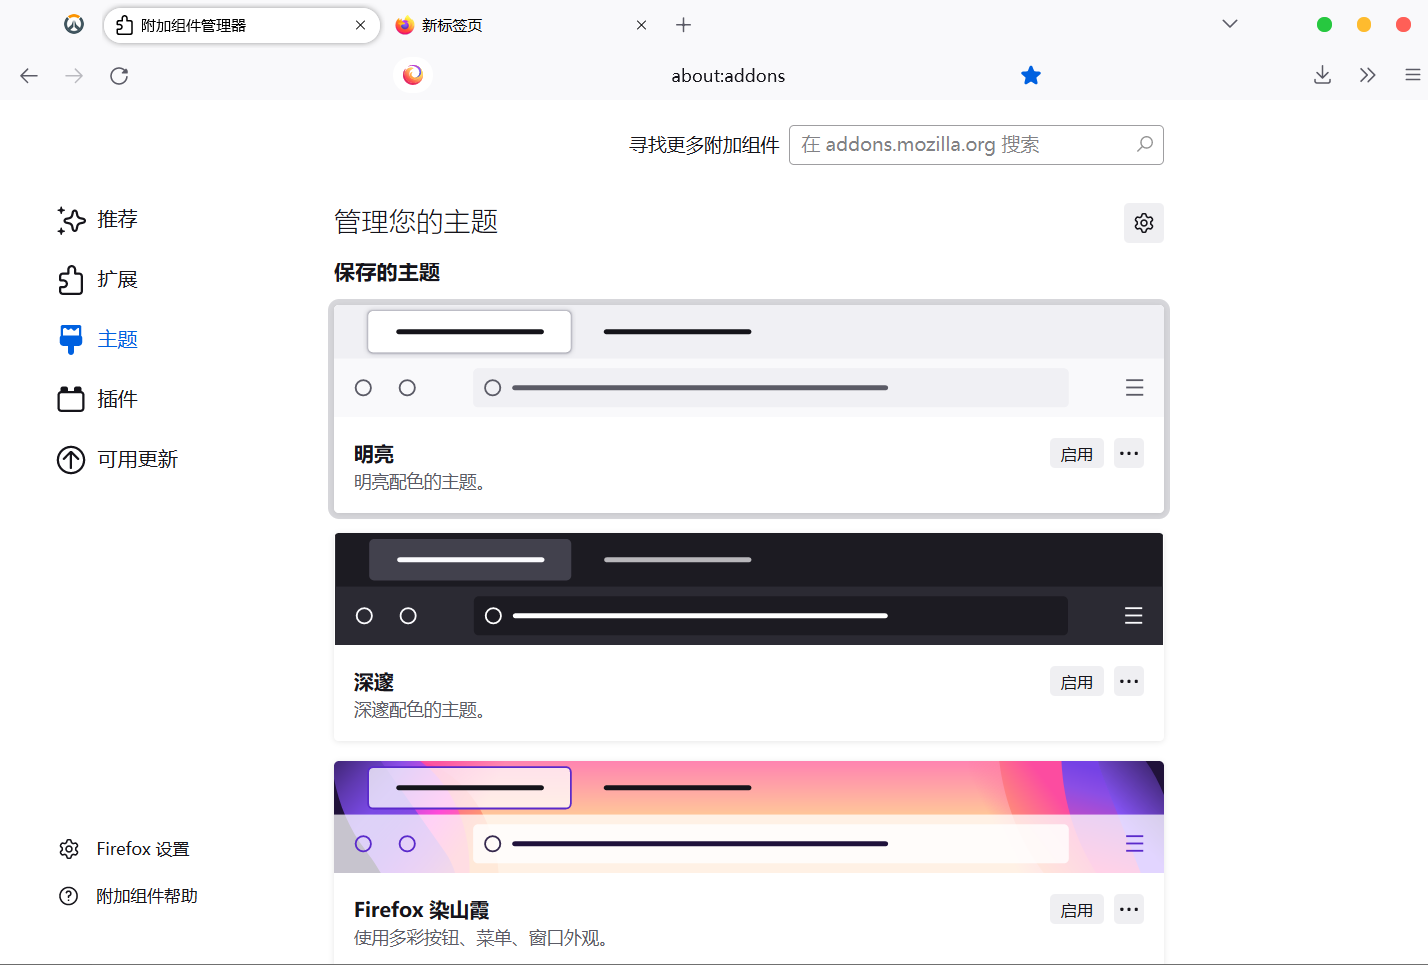 附加组件管理器
新标签页
about:addons
寻找更多附加组件
在 addons.mozilla.org 搜索
推荐
扩展
主题
插件
可用更新
管理您的主题
保存的主题
明亮
启用
明亮配色的主题。
深邃
启用
深邃配色的主题。
Firefox 染山霞
启用
使用多彩按钮、菜单、窗口外观。
Firefox 设置
附加组件帮助